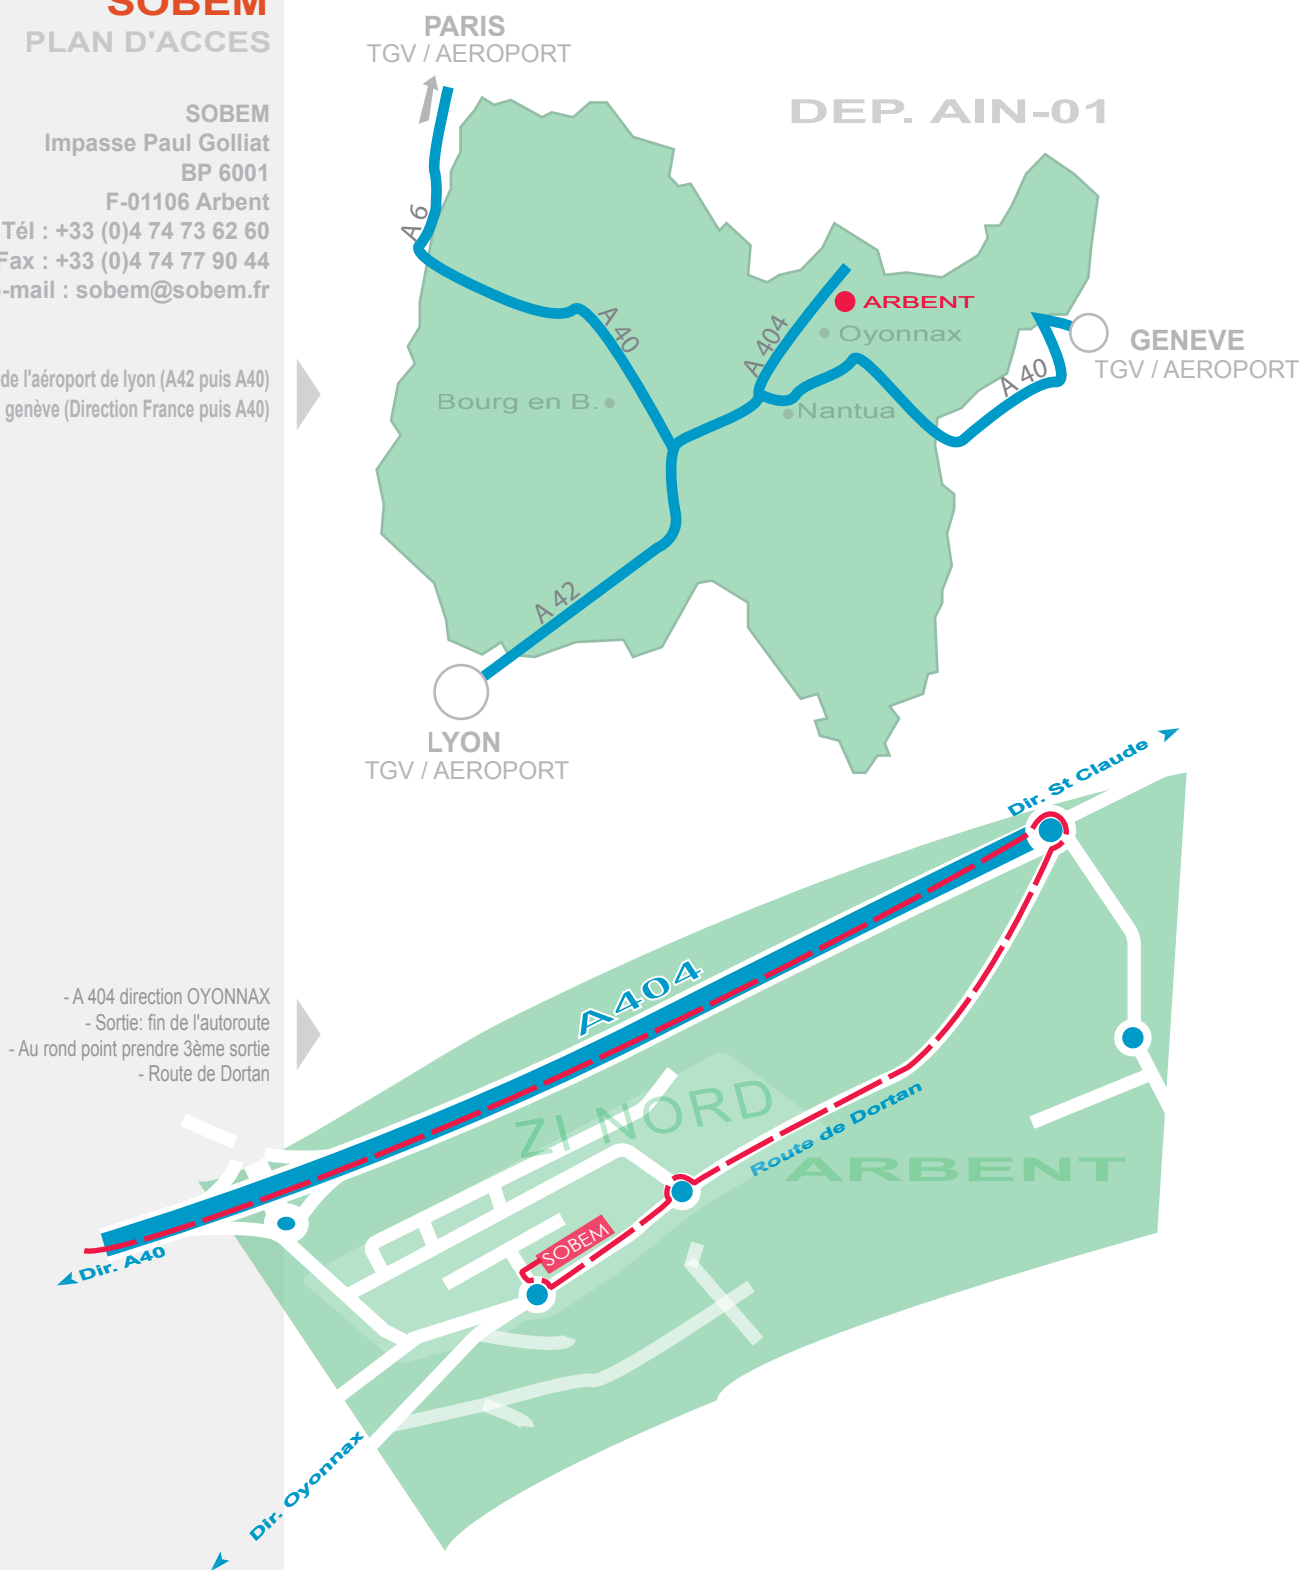 SOBEM
PLAN D'ACCES
SOBEM
Impasse Paul Golliat
BP 6001
F-01106 Arbent
Tél : +33 (0)4 74 73 62 60
Fax : +33 (0)4 74 77 90 44
-mail : sobem@sobem.fr
de l'aéroport de lyon (A42 puis A40)
genève (Direction France puis A40)
- A 404 direction OYONNAX
- Sortie: fin de l'autoroute
- Au rond point prendre 3ème sortie
- Route de Dortan
PARIS
TGV / AEROPORT
DEP. AIN-01
A 6
A 40
A 404
ARBENT
Oyonnax
GENEVE
TGV / AEROPORT
A 40
Bourg en B.
Nantua
A 42
LYON
TGV / AEROPORT
Dir. St Claude
A404
ZI NORD
Route de Dortan
ARBENT
SOBEM
Dir. A40
Dir. Oyonnax